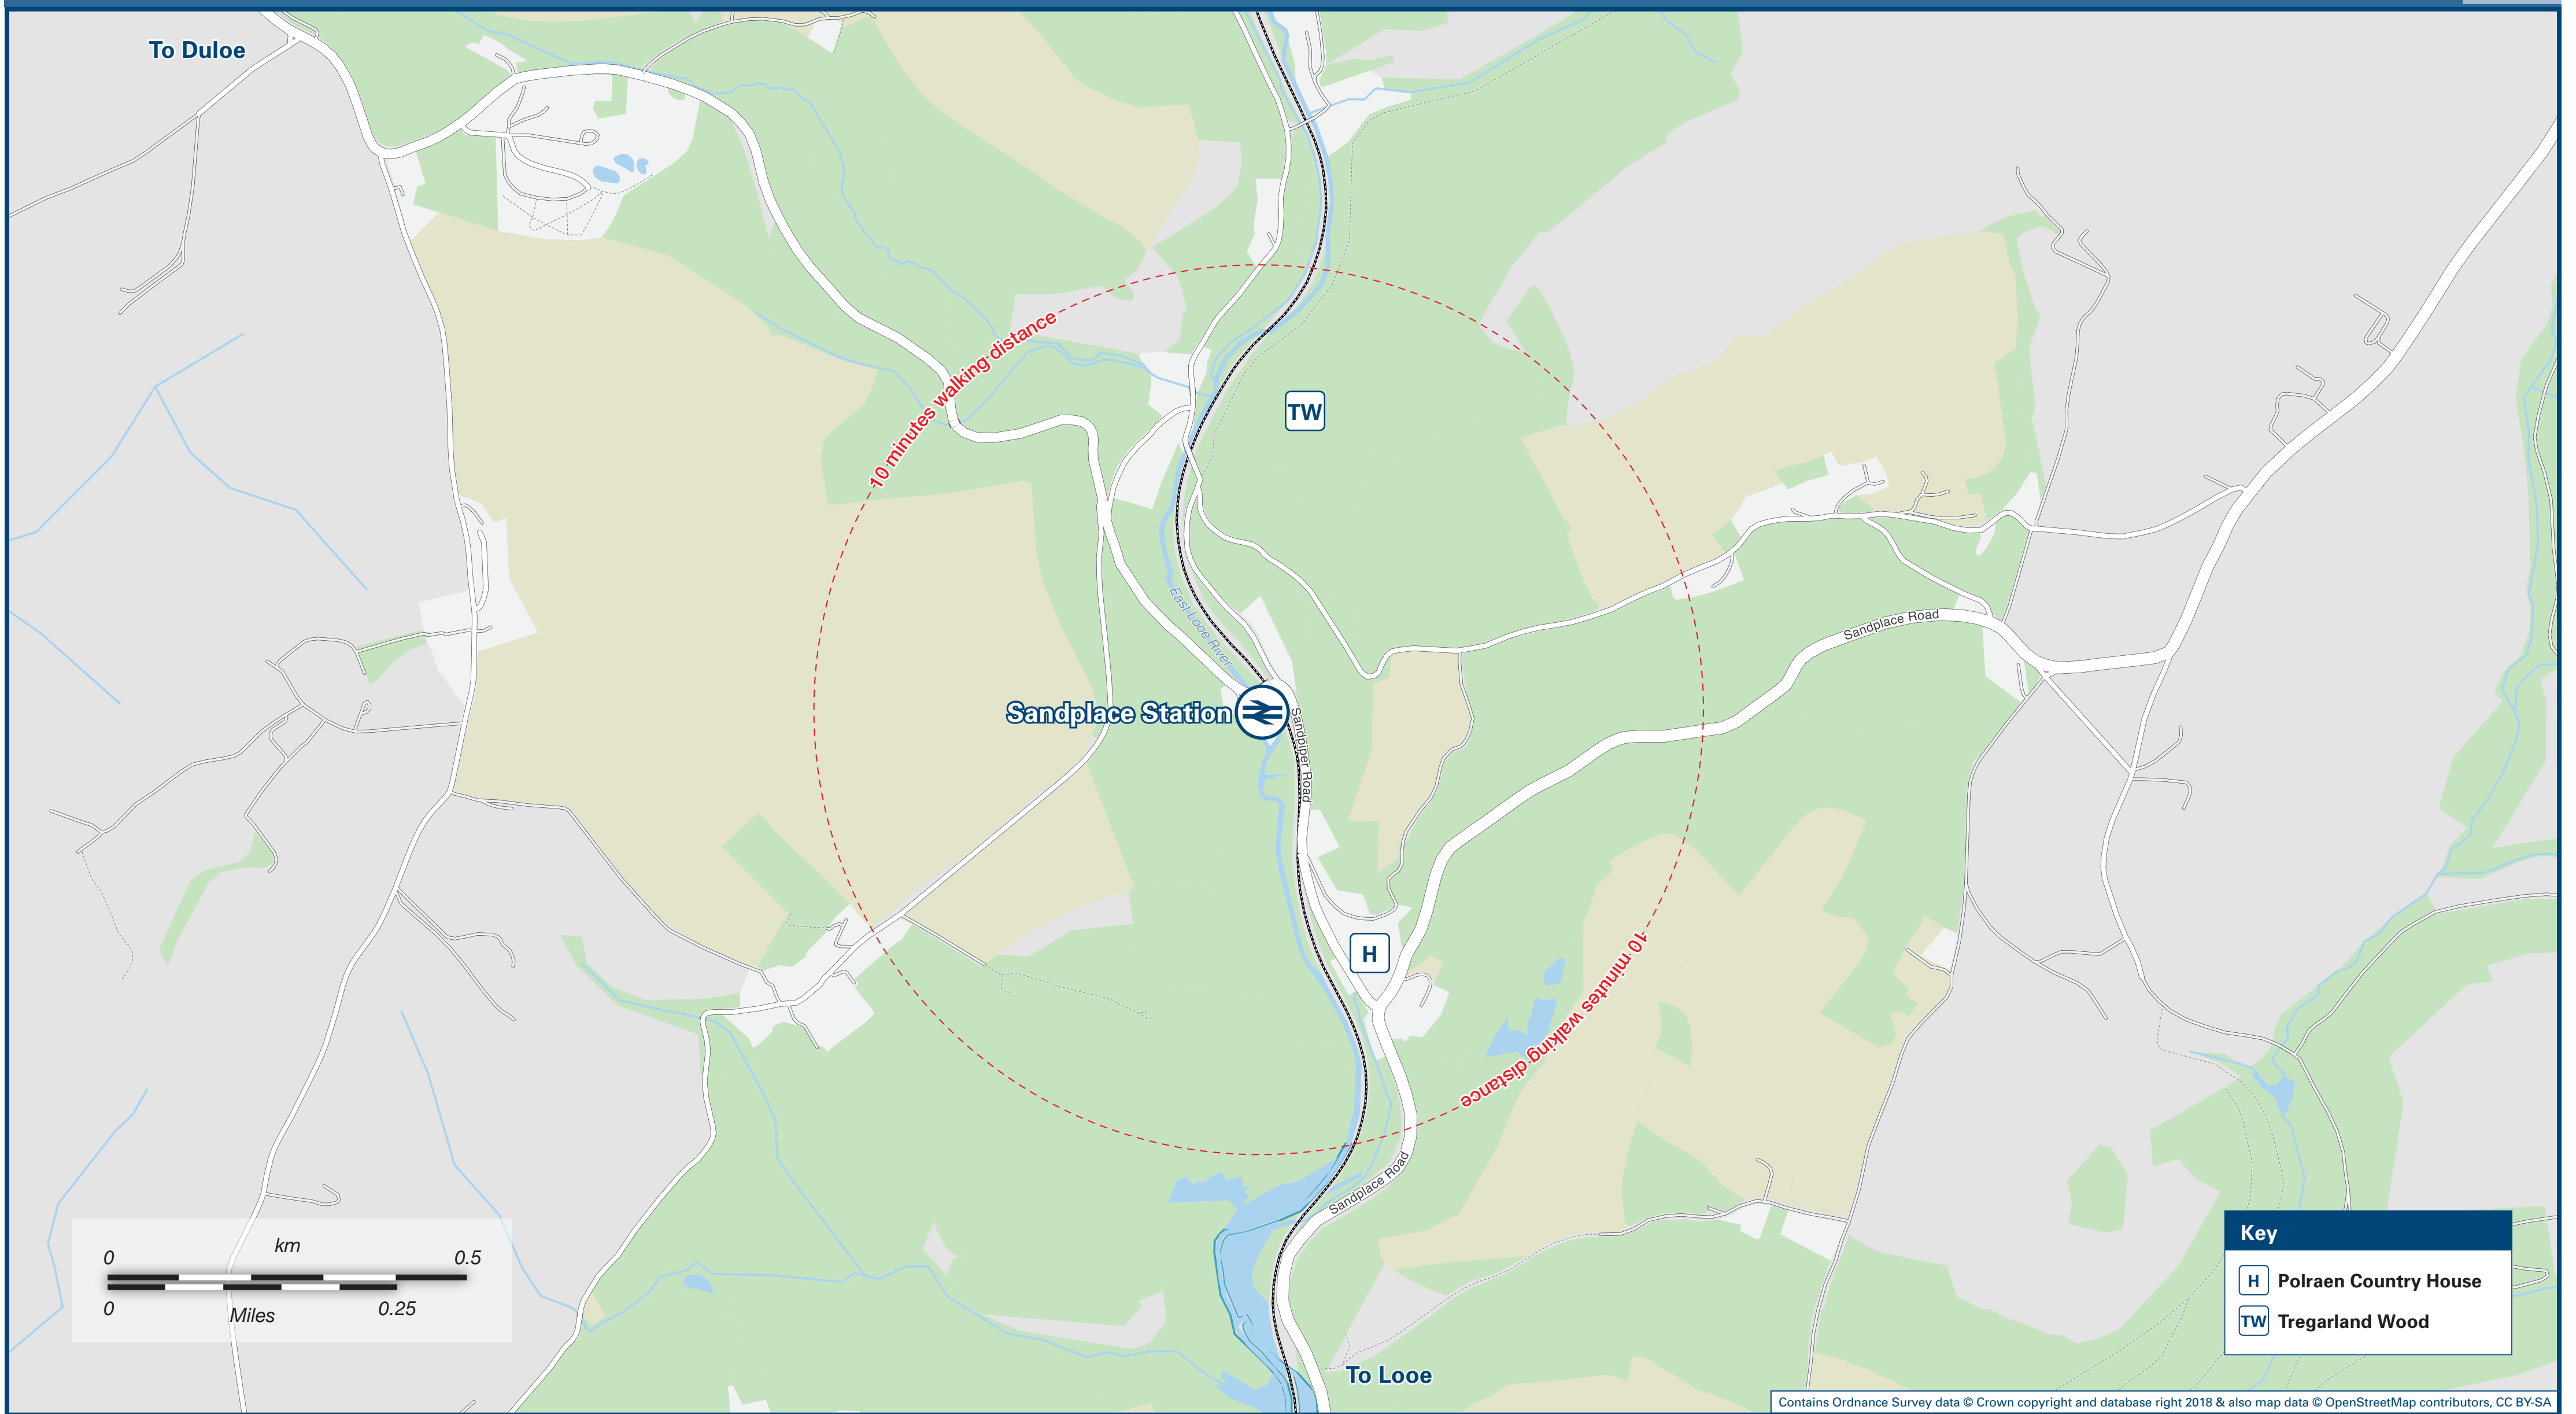 To Duloe
10 minutes walking distance
TW
East Looe River
Sandplace Road
Sandplace Station
Sandpiper Road
H
10 minutes walking distance
Sandplace Road
km
0 0.5
0 0.25
Miles
To Looe
Key
H Polraen Country House
TW Tregarland Wood
Contains Ordnance Survey data © Crown copyright and database right 2018 & also map data © OpenStreetMap contributors, CC BY-SA